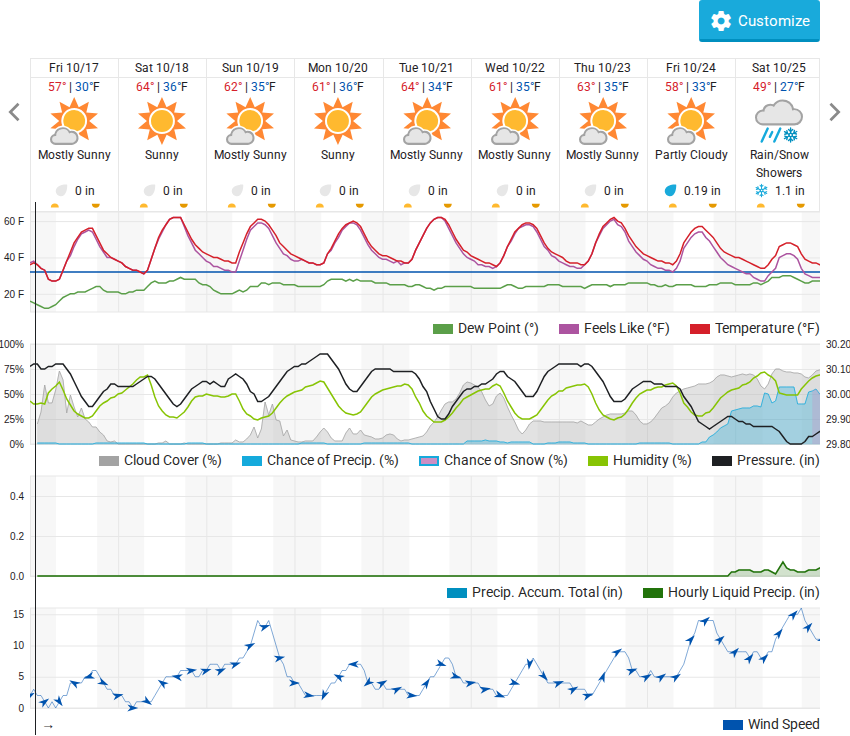 Customize
Fri 10/17 Sat 10/18 Sun 10/19 Mon 10/20 Tue 10/21 Wed 10/22 Thu 10/23 Fri 10/24 Sat 10/25
57° | 30°F 64° | 36°F 62° | 35°F 61° | 36°F 64° | 34°F 61° | 35°F 63° | 35°F 58° | 33°F 49° | 27°F
Mostly Sunny Sunny Mostly Sunny Sunny Mostly Sunny Mostly Sunny Mostly Sunny Partly Cloudy Rain/Snow
Showers
0 in 0 in 0 in 0 in 0 in 0 in 0 in 0.19 in 1.1 in
60 F
40 F
20 F
Dew Point (°) Feels Like (°F) Temperature (°F)
100% 30.20
75% 30.10
50% 30.00
25% 29.90
0% 29.80
Cloud Cover (%) Chance of Precip. (%) Chance of Snow (%) Humidity (%) Pressure. (in)
0.4
0.2
0.0
Precip. Accum. Total (in) Hourly Liquid Precip. (in)
15
10
5
0
→ Wind Speed